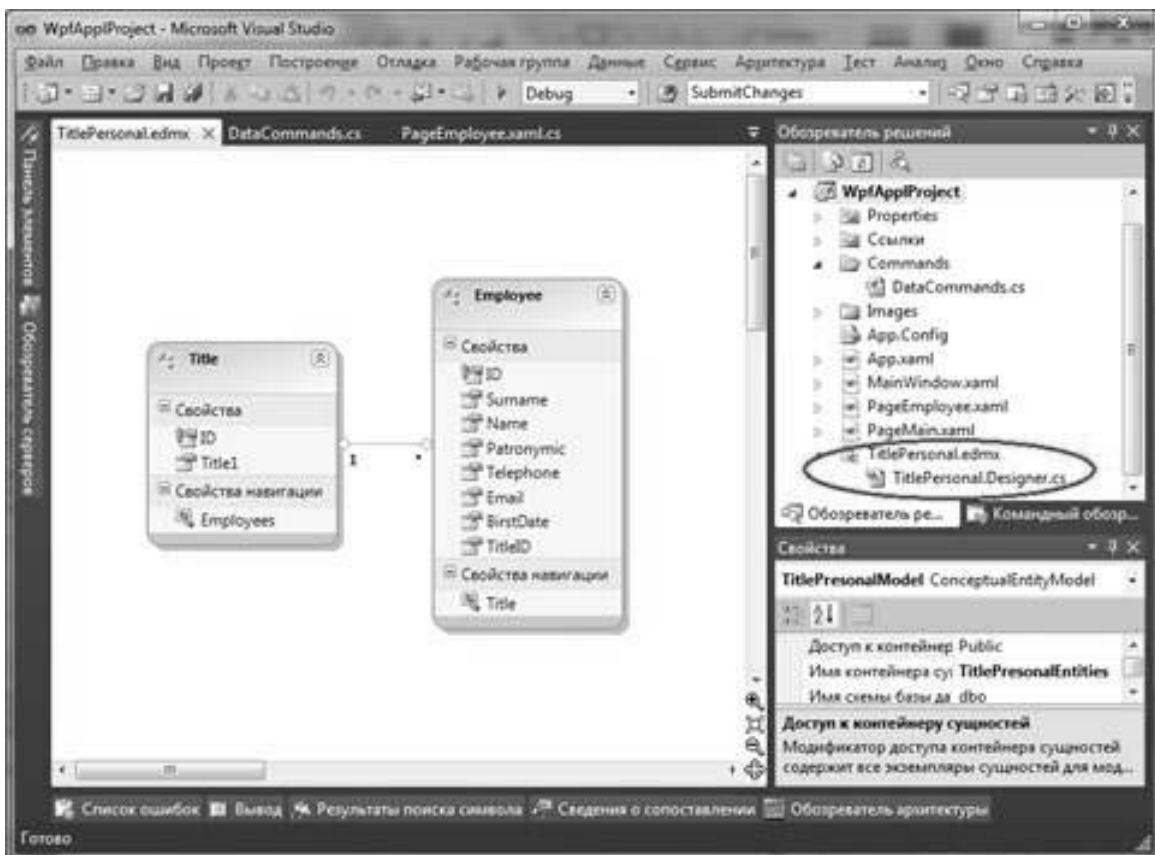 WpfApplProject - Microsoft Visual Studio
Файл Правка Вид Проект Построение Отладка Рабочая группа Данные Сервис Архитектура Тест Анализ Окно Справка
Debug SubmitChanges
TitlePersonal.edmx DataCommands.cs PageEmployee.xaml.cs
Панель элементов
Обозреватель серверов
Title
Свойства
ID
Title1
Свойства навигации
Employees
1
*
Employee
Свойства
ID
Surname
Name
Patronymic
Telephone
Email
BirstDate
TitleID
Свойства навигации
Title
Обозреватель решений
WpfApplProject
Properties
Ссылки
Commands
DataCommands.cs
Images
App.Config
App.xaml
MainWindow.xaml
PageEmployee.xaml
PageMain.xaml
TitlePersonal.edmx
TitlePersonal.Designer.cs
Обозреватель ре... Командный обозр...
Свойства
TitlePresonalModel ConceptualEntityModel
Доступ к контейнер Public
Имя контейнера су TitlePresonalEntities
Имя схемы базы да dbo
Доступ к контейнеру сущностей
Модификатор доступа контейнера сущностей
содержит все экземпляры сущностей для мод...
Список ошибок Вывод Результаты поиска символа Сведения о сопоставлении Обозреватель архитектуры
Готово